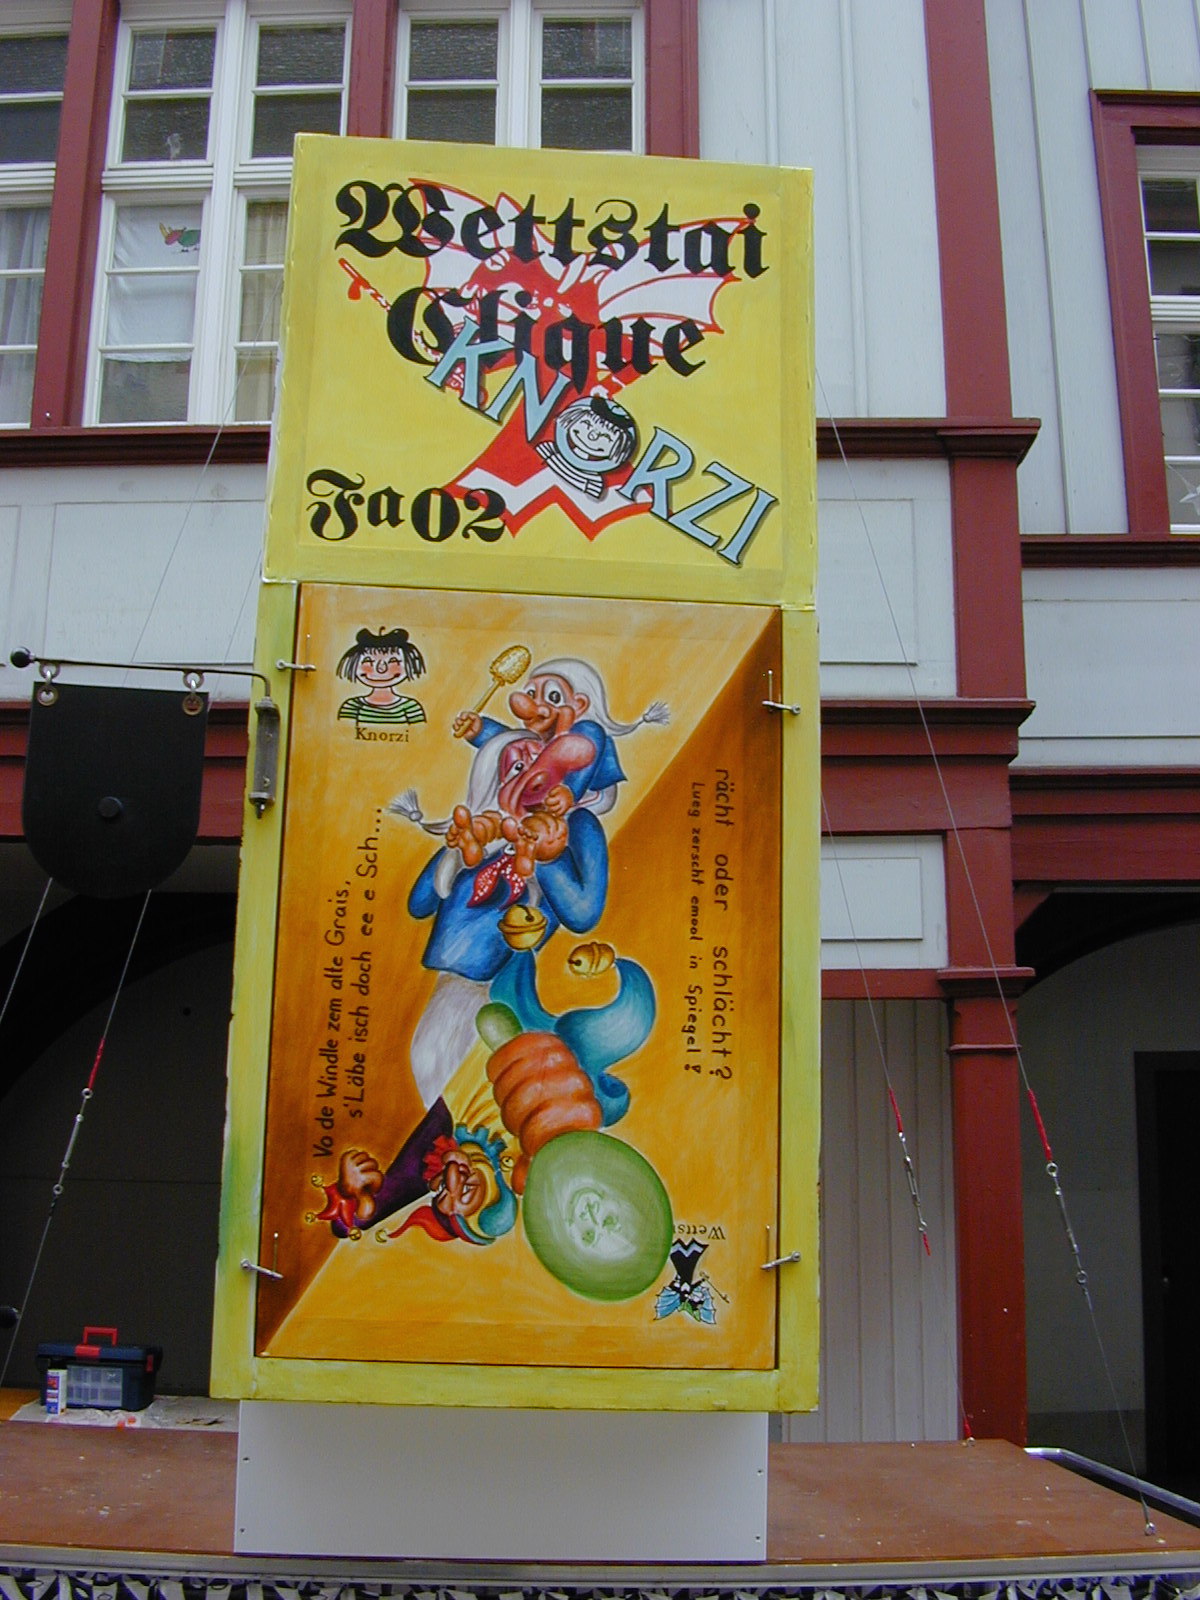 Wettstai
Clique
KNORZI
Fa02
Knorzi
Vo de Windle zem alte Grais,
s'Läbe isch doch ee e Sch...
rächt oder schlächt?
Lueg zerscht emool in Spiegel!